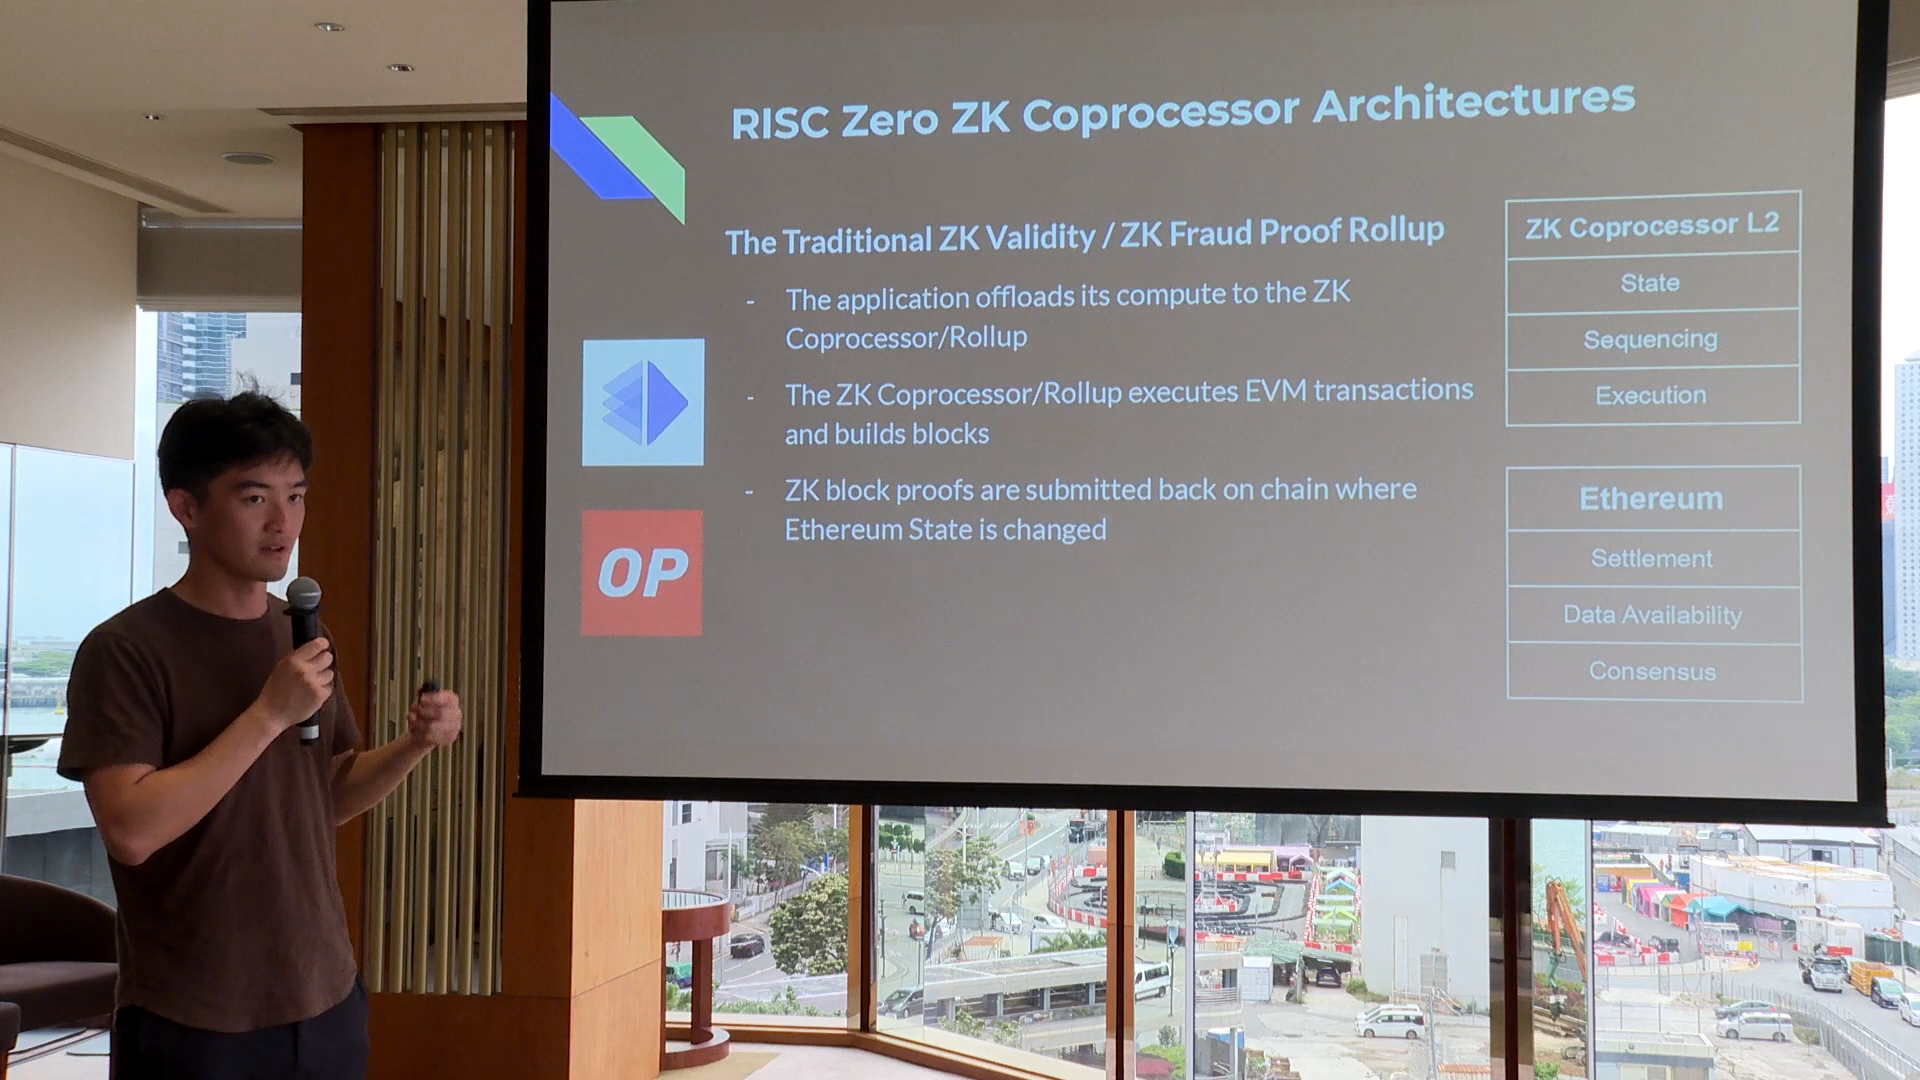 RISC Zero ZK Coprocessor Architectures
The Traditional ZK Validity / ZK Fraud Proof Rollup
- The application offloads its compute to the ZK
Coprocessor/Rollup
- The ZK Coprocessor/Rollup executes EVM transactions
and builds blocks
- ZK block proofs are submitted back on chain where
Ethereum State is changed
OP
ZK Coprocessor L2
State
Sequencing
Execution
Ethereum
Settlement
Data Availability
Consensus